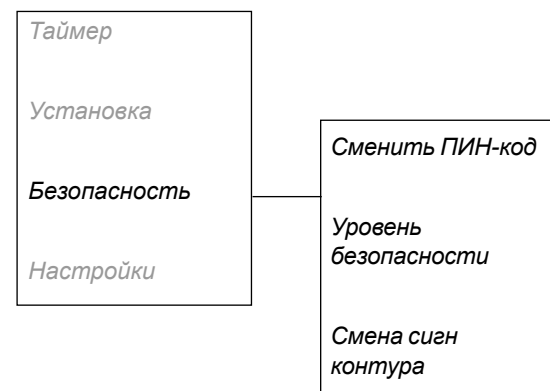 Таймер
Установка
Безопасность
Настройки
Сменить ПИН-код
Уровень
безопасности
Смена сигн
контура